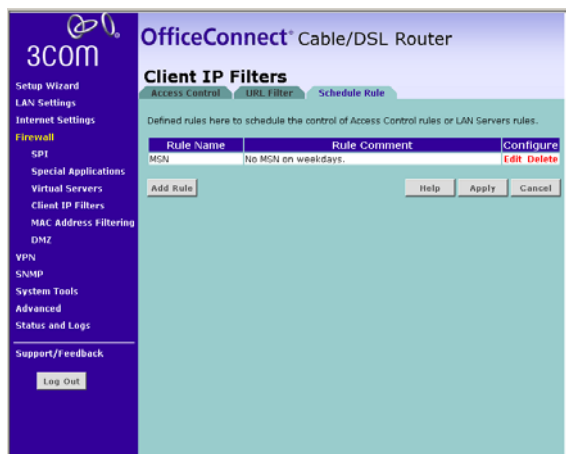 3COM
OfficeConnect® Cable/DSL Router
Client IP Filters
Access Control URL Filter Schedule Rule
Defined rules here to schedule the control of Access Control rules or LAN Servers rules.
Rule Name Rule Comment Configure
MSN No MSN on weekdays. Edit Delete
Add Rule Help Apply Cancel
Setup Wizard
LAN Settings
Internet Settings
Firewall
SPI
Special Applications
Virtual Servers
Client IP Filters
MAC Address Filtering
DMZ
VPN
SNMP
System Tools
Advanced
Status and Logs
Support/Feedback
Log Out